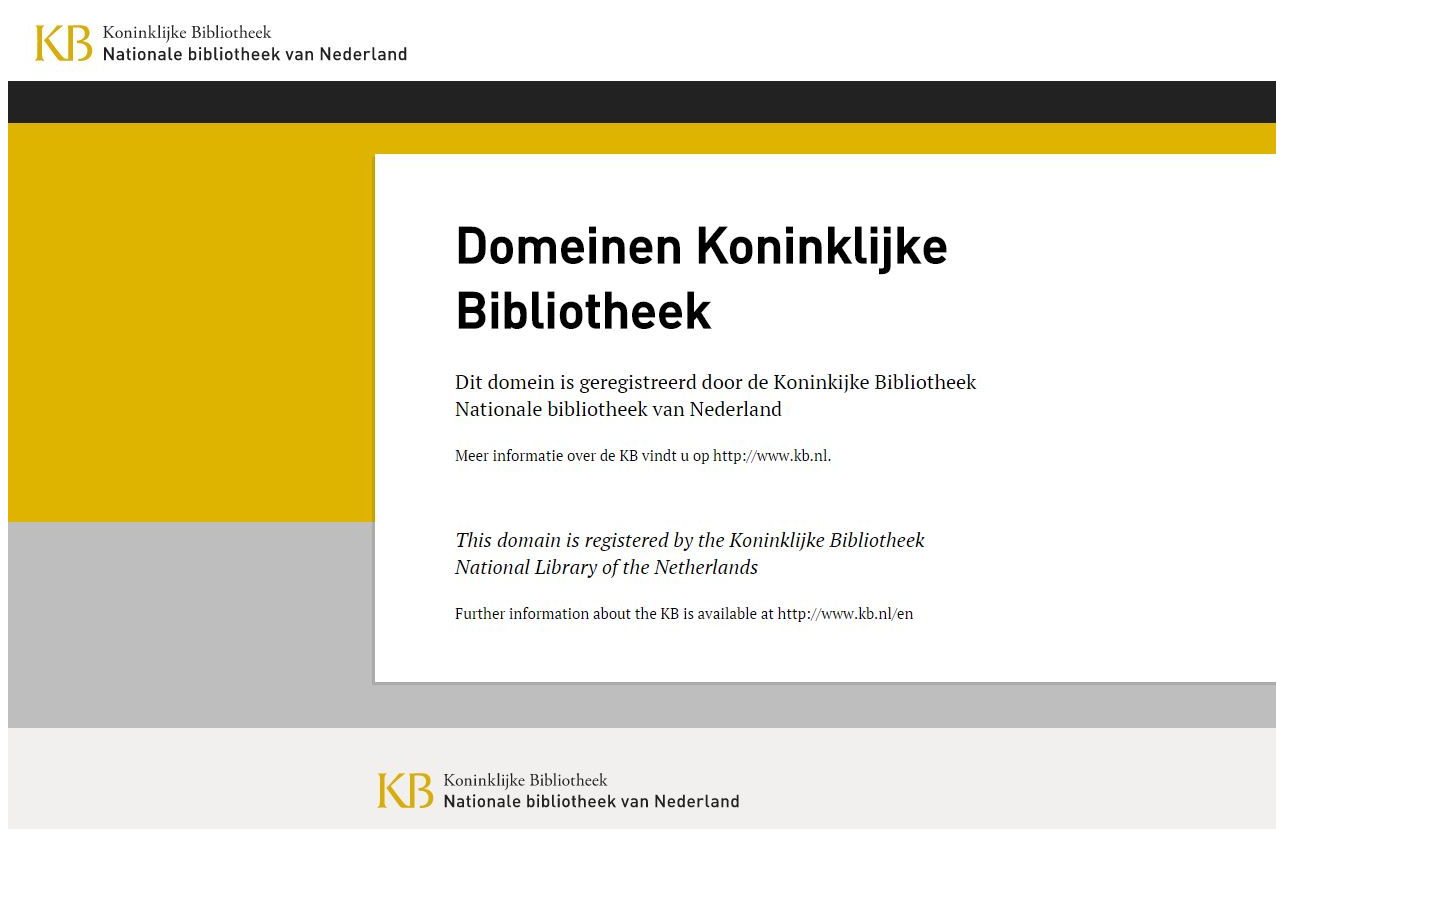 KB Koninklijke Bibliotheek
Nationale bibliotheek van Nederland
Domeinen Koninklijke
Bibliotheek
Dit domein is geregistreerd door de Koninkijke Bibliotheek
Nationale bibliotheek van Nederland
Meer informatie over de KB vindt u op http://www.kb.nl.
This domain is registered by the Koninklijke Bibliotheek
National Library of the Netherlands
Further information about the KB is available at http://www.kb.nl/en
KB Koninklijke Bibliotheek
Nationale bibliotheek van Nederland